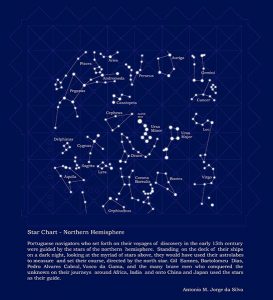 Aries
Pisces
Auriga
Andromeda
Perseus
Gemini
Pegasus
Cassiopeia
Cancer
Cepheus
Ursa
Minor
Leo
Delphinus
Ursa
Major
Cygnus
Draco
Lyra
Aquila
Corona
Borealis
Bootes
Virgo
Ophiuchus
Star Chart - Northern Hemisphere
Portuguese navigators who set forth on their voyages of discovery in the early 15th century
were guided by the stars of the northern hemisphere. Standing on the deck of their ships
on a dark night, looking at the myriad of stars above, they would have used their astrolabes
to measure and set their course, directed by the north star. Gil Eannes, Bartolomeu Dias,
Pedro Alvares Cabral, Vasco da Gama, and the many brave men who conquered the
unknown on their journeys around Africa, India and onto China and Japan used the stars
as their guide.
Antonio M. Jorge da Silva